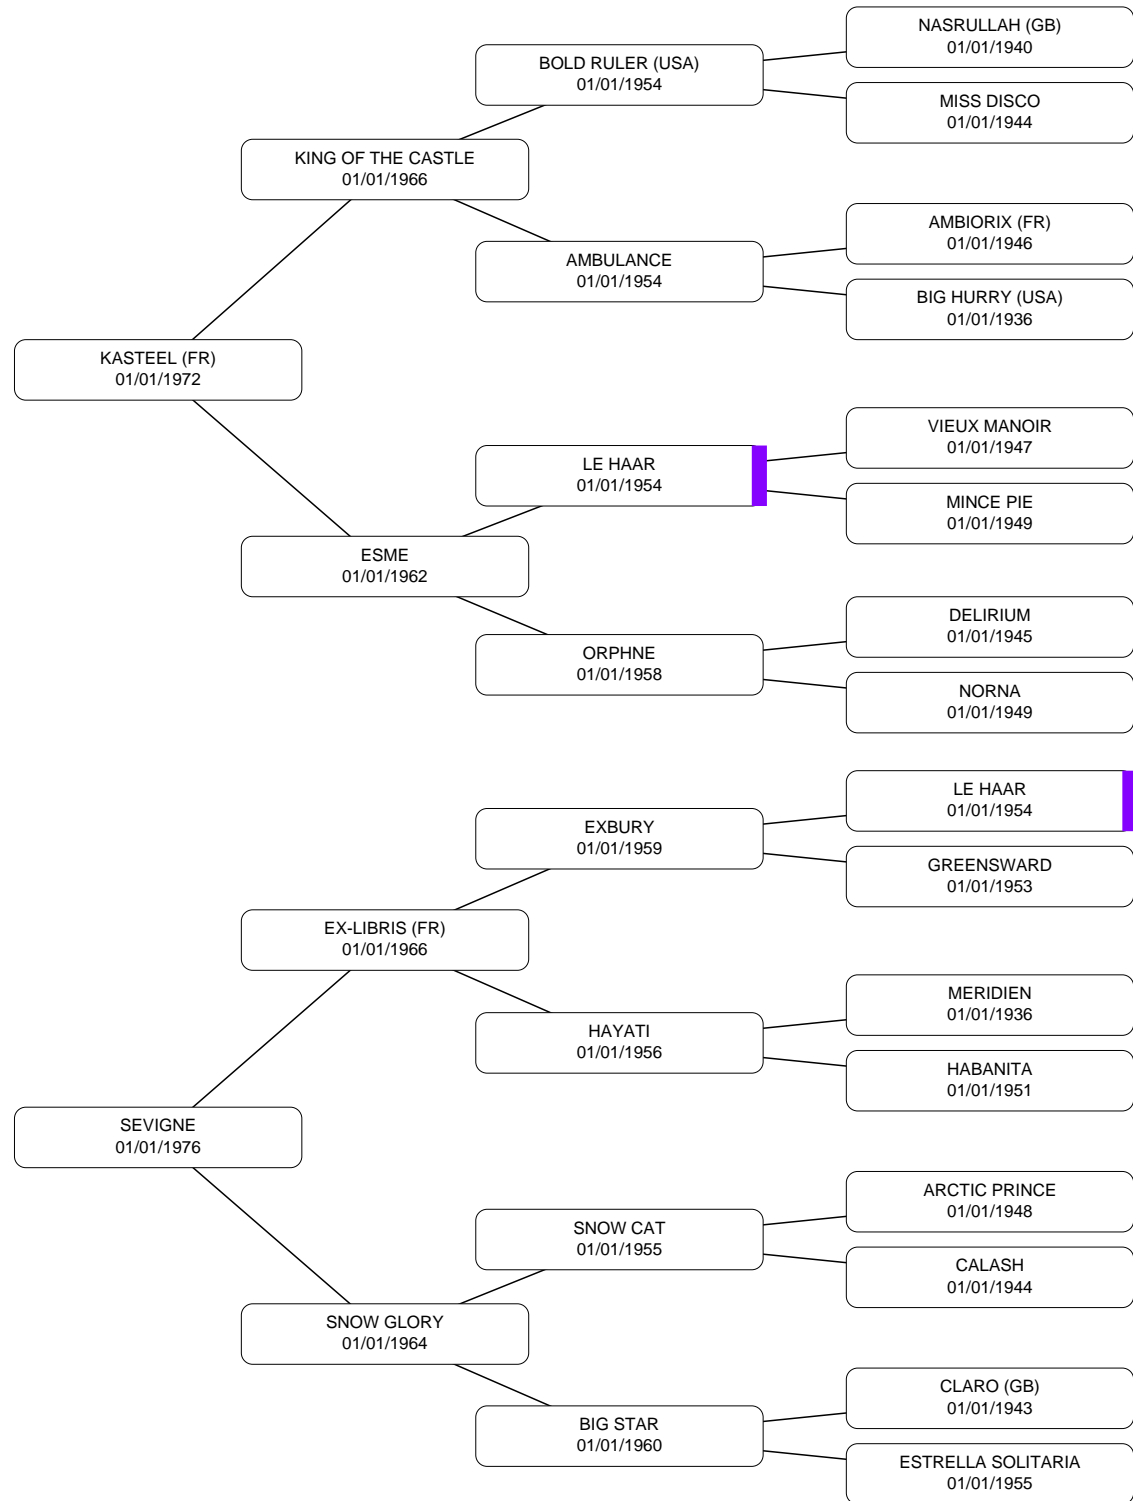 NASRULLAH (GB)
01/01/1940
BOLD RULER (USA)
01/01/1954
MISS DISCO
01/01/1944
KING OF THE CASTLE
01/01/1966
AMBIORIX (FR)
01/01/1946
AMBULANCE
01/01/1954
BIG HURRY (USA)
01/01/1936
KASTEEL (FR)
01/01/1972
VIEUX MANOIR
01/01/1947
LE HAAR
01/01/1954
MINCE PIE
01/01/1949
ESME
01/01/1962
DELIRIUM
01/01/1945
ORPHNE
01/01/1958
NORNA
01/01/1949
LE HAAR
01/01/1954
EXBURY
01/01/1959
GREENSWARD
01/01/1953
EX-LIBRIS (FR)
01/01/1966
MERIDIEN
01/01/1936
HAYATI
01/01/1956
HABANITA
01/01/1951
SEVIGNE
01/01/1976
ARCTIC PRINCE
01/01/1948
SNOW CAT
01/01/1955
CALASH
01/01/1944
SNOW GLORY
01/01/1964
CLARO (GB)
01/01/1943
BIG STAR
01/01/1960
ESTRELLA SOLITARIA
01/01/1955